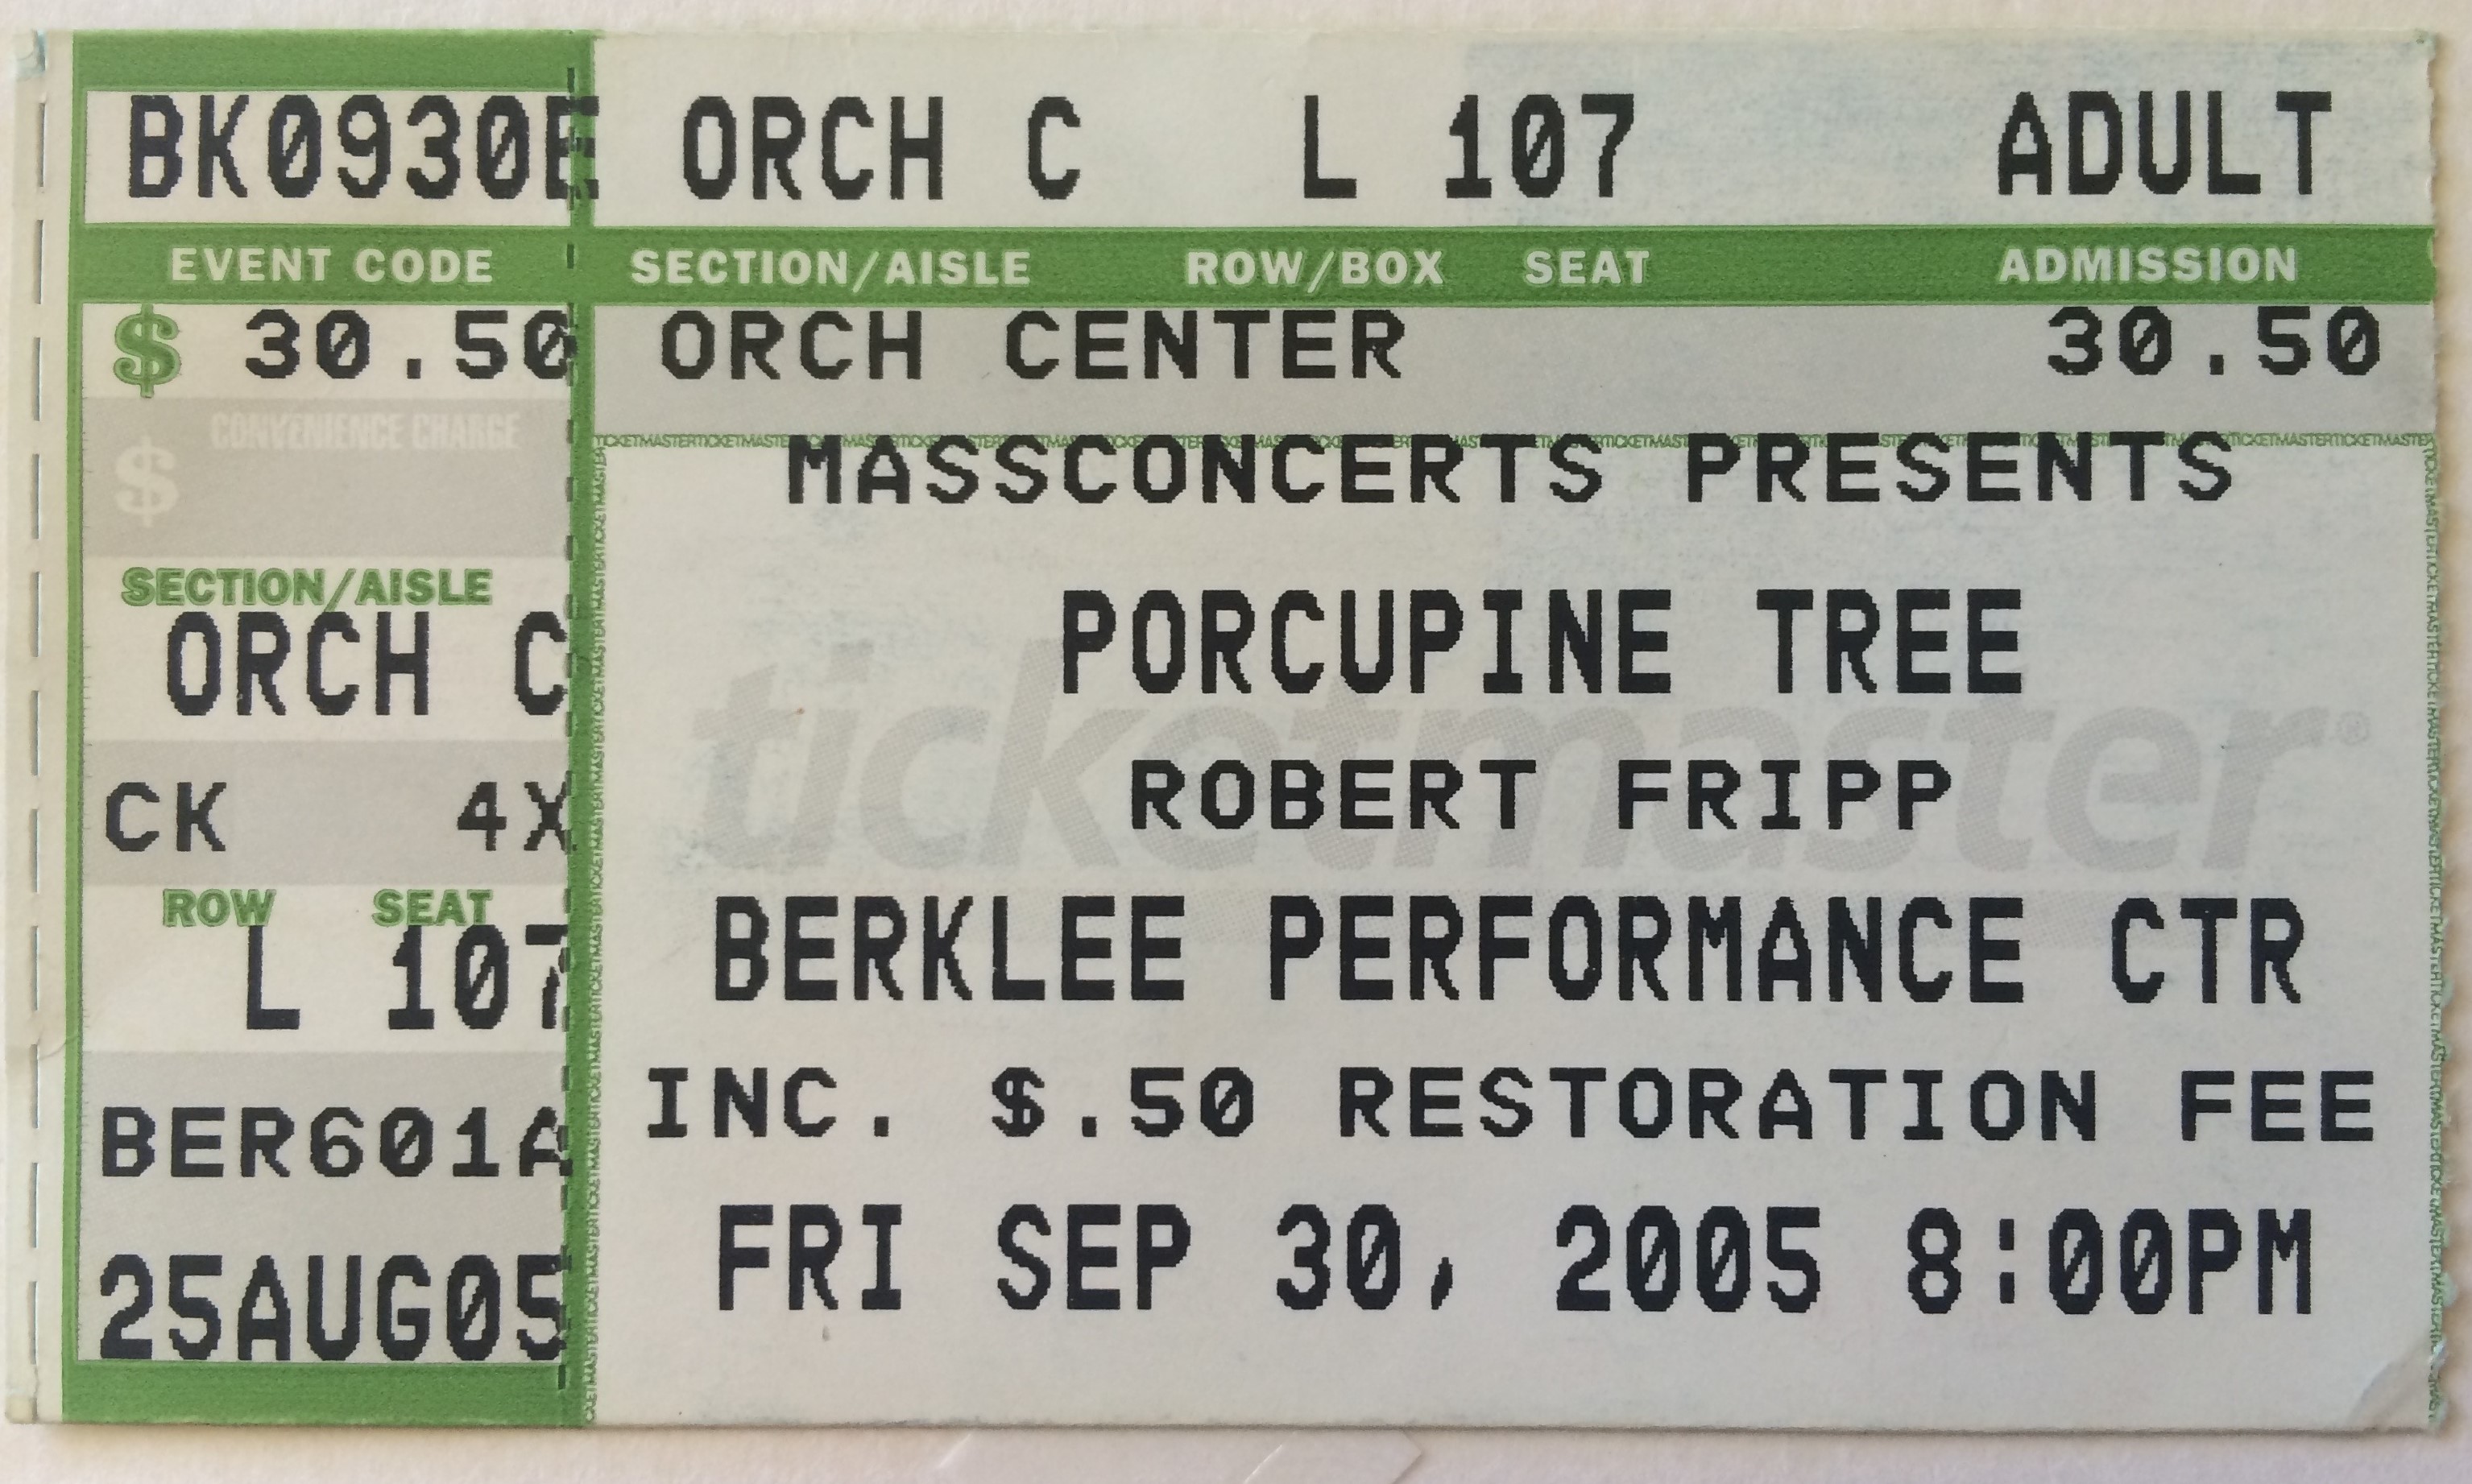 BK0930E ORCH C L 107 ADULT
EVENT CODE SECTION/AISLE ROW/BOX SEAT ADMISSION
$ 30.50 ORCH CENTER 30.50
CONVENIENCE CHARGE
$
SECTION/AISLE
ORCH C
CK 4X
ROW SEAT
L 107
BER601A
25AUG05
MASSCONCERTS PRESENTS
PORCUPINE TREE
ticketmaster®
ROBERT FRIPP
BERKLEE PERFORMANCE CTR
INC. $.50 RESTORATION FEE
FRI SEP 30, 2005 8:00PM